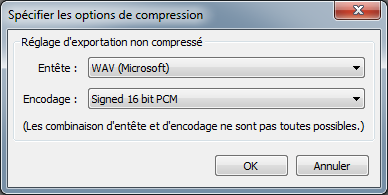 Spécifier les options de compression
Réglage d'exportation non compressé
Entête : WAV (Microsoft)
Encodage : Signed 16 bit PCM
(Les combinaison d'entête et d'encodage ne sont pas toutes possibles.)
OK Annuler